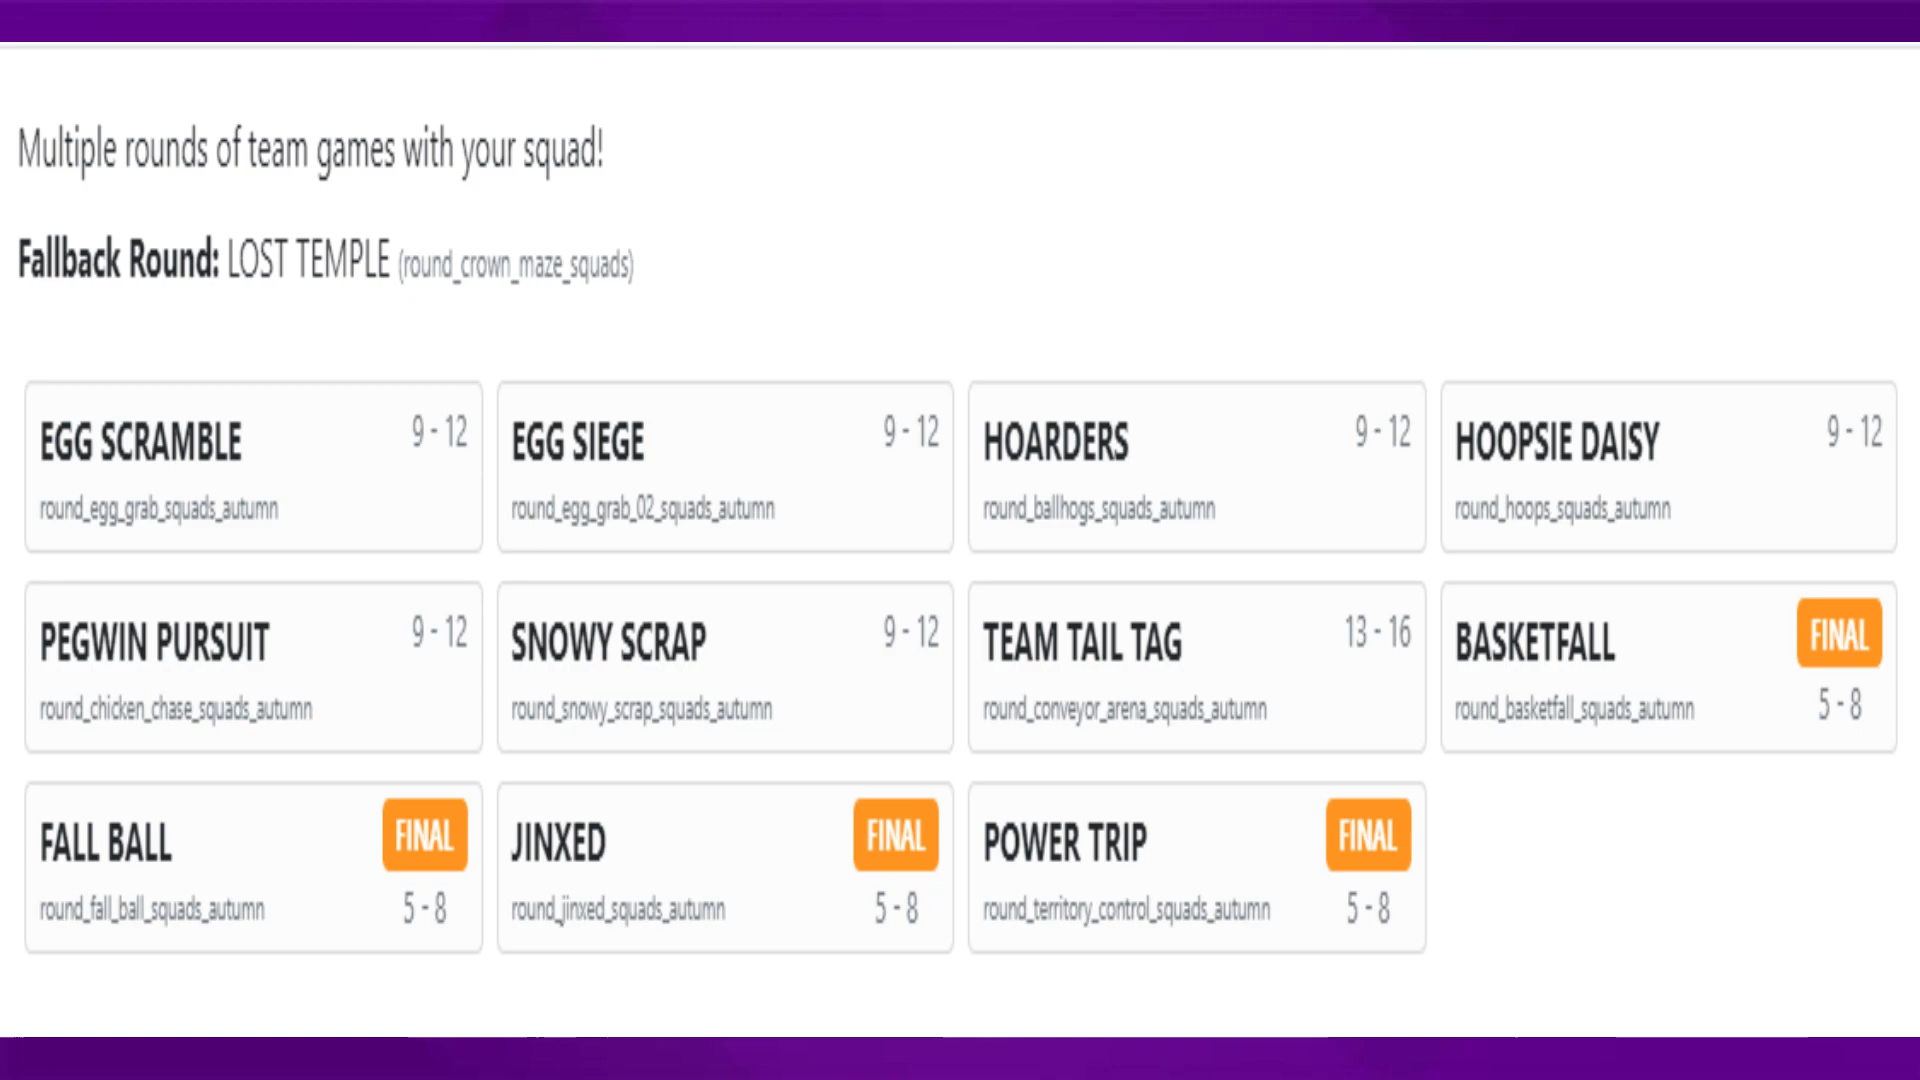 Multiple rounds of team games with your squad!
Fallback Round: LOST TEMPLE (round_crown_maze_squads)
EGG SCRAMBLE 9 - 12
round_egg_grab_squads_autumn
EGG SIEGE 9 - 12
round_egg_grab_02_squads_autumn
HOARDERS 9 - 12
round_ballhogs_squads_autumn
HOOPSIE DAISY 9 - 12
round_hoops_squads_autumn
PEGWIN PURSUIT 9 - 12
round_chicken_chase_squads_autumn
SNOWY SCRAP 9 - 12
round_snowy_scrap_squads_autumn
TEAM TAIL TAG 13 - 16
round_conveyor_arena_squads_autumn
BASKETFALL FINAL
round_basketfall_squads_autumn 5 - 8
FALL BALL FINAL
round_fall_ball_squads_autumn 5 - 8
JINXED FINAL
round_jinxed_squads_autumn 5 - 8
POWER TRIP FINAL
round_territory_control_squads_autumn 5 - 8